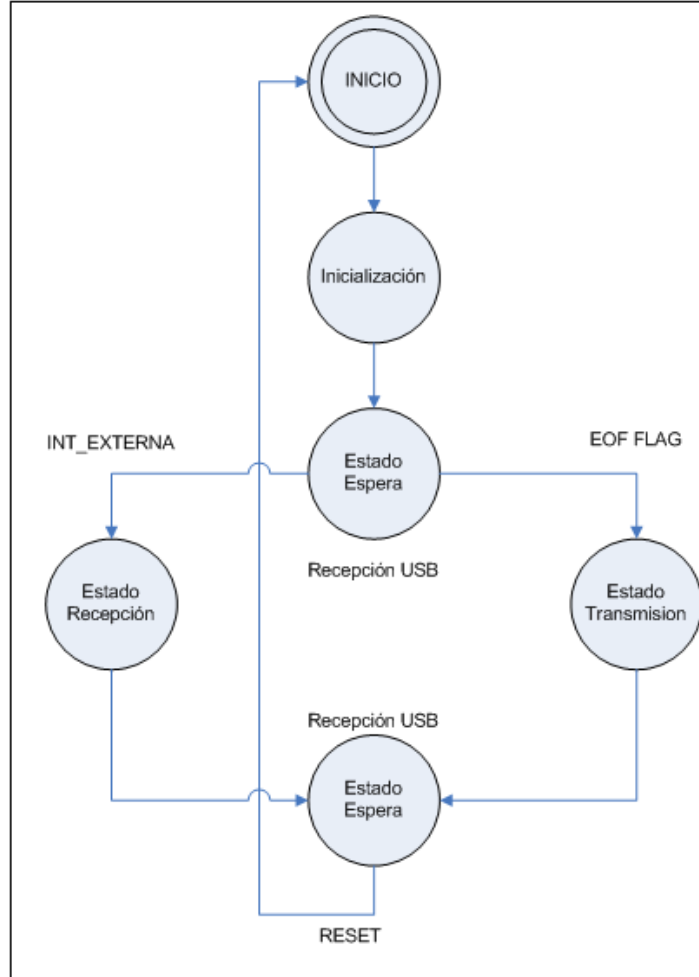 INICIO
Inicialización
INT_EXTERNA
EOF FLAG
Estado
Espera
Recepción USB
Estado
Recepción
Estado
Transmision
Recepción USB
Estado
Espera
RESET